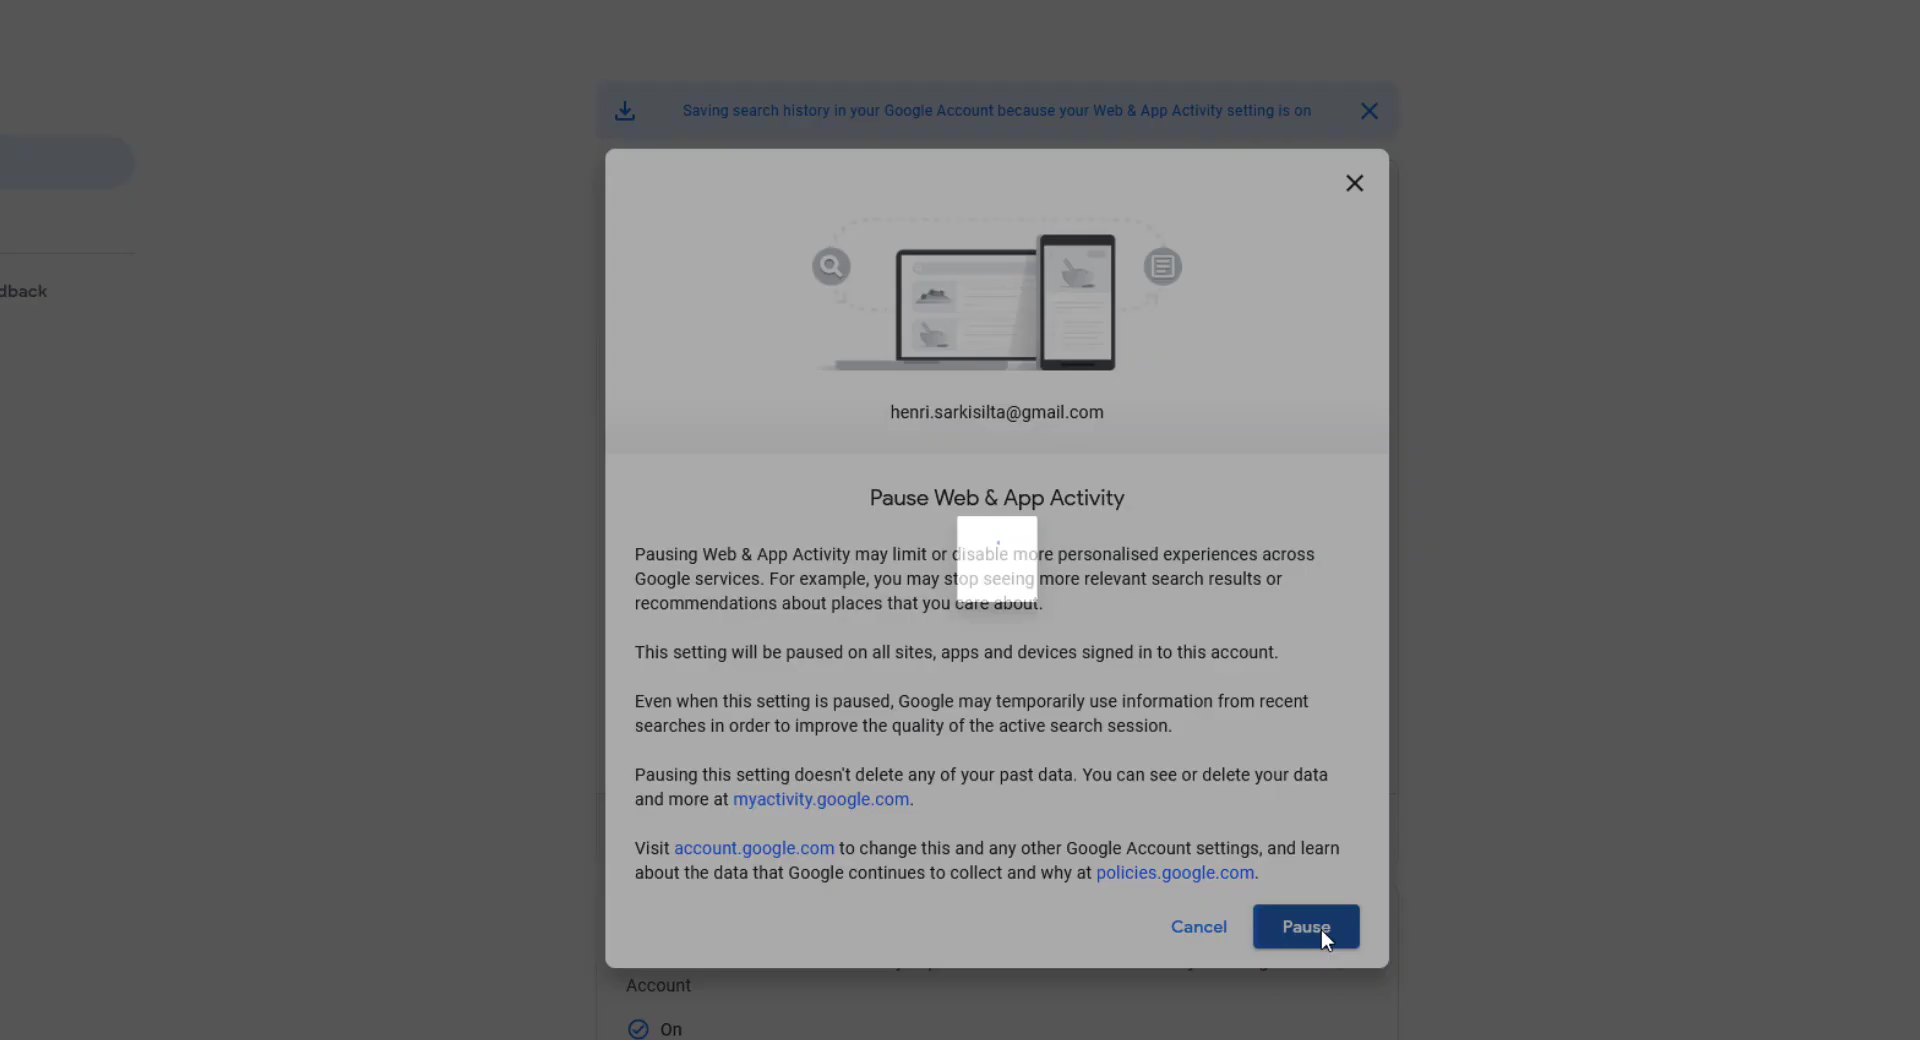 Saving search history in your Google Account because your Web & App Activity setting is on
dback
henri.sarkisilta@gmail.com
Pause Web & App Activity
Pausing Web & App Activity may limit or disable more personalised experiences across
Google services. For example, you may stop seeing more relevant search results or
recommendations about places that you care about.
This setting will be paused on all sites, apps and devices signed in to this account.
Even when this setting is paused, Google may temporarily use information from recent
searches in order to improve the quality of the active search session.
Pausing this setting doesn't delete any of your past data. You can see or delete your data
and more at myactivity.google.com.
Visit account.google.com to change this and any other Google Account settings, and learn
about the data that Google continues to collect and why at policies.google.com.
Cancel Pause
Account
On